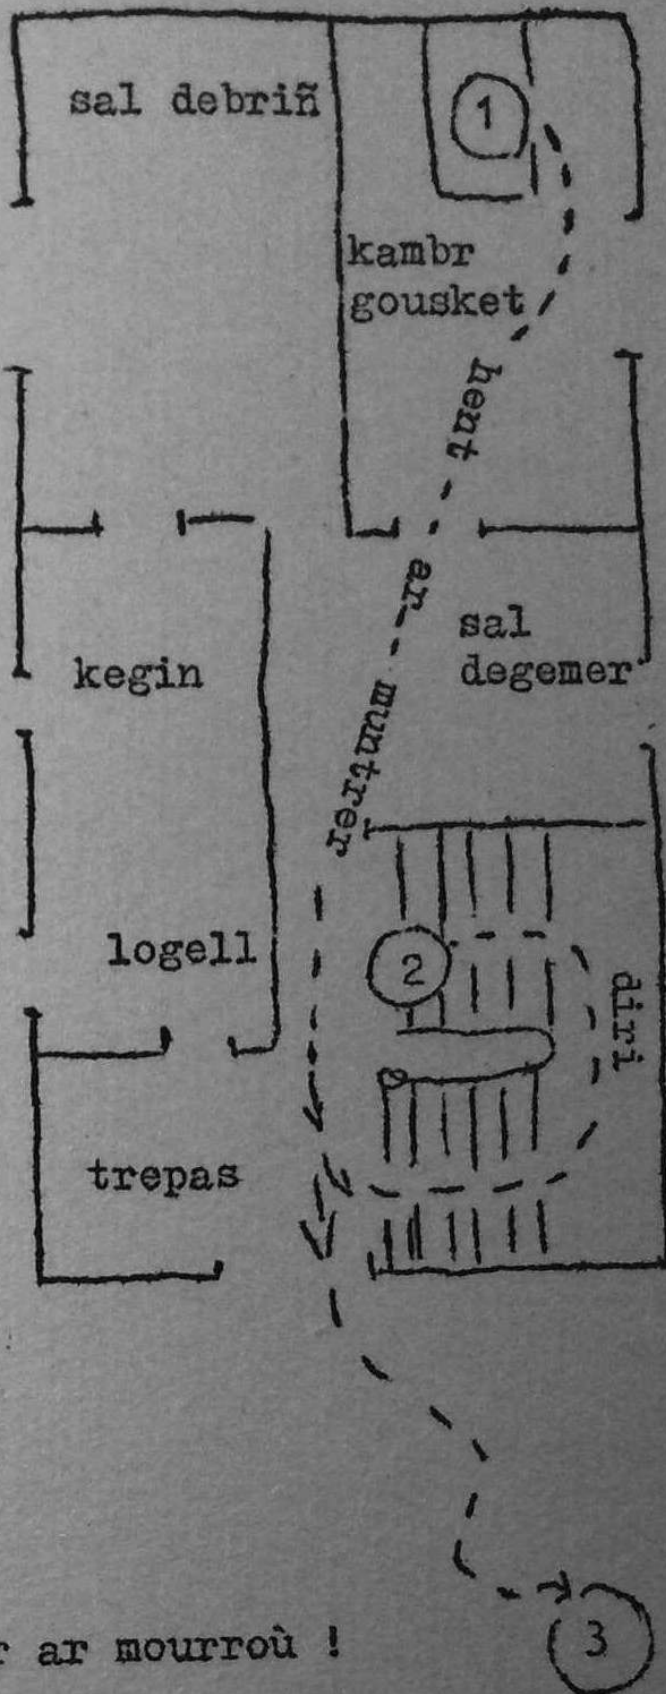 sal debriñ
1
kambr
gousket
hent ar muntrer
sal
degemer
kegin
logell
2
diri
trepas
ar mourroù !
3